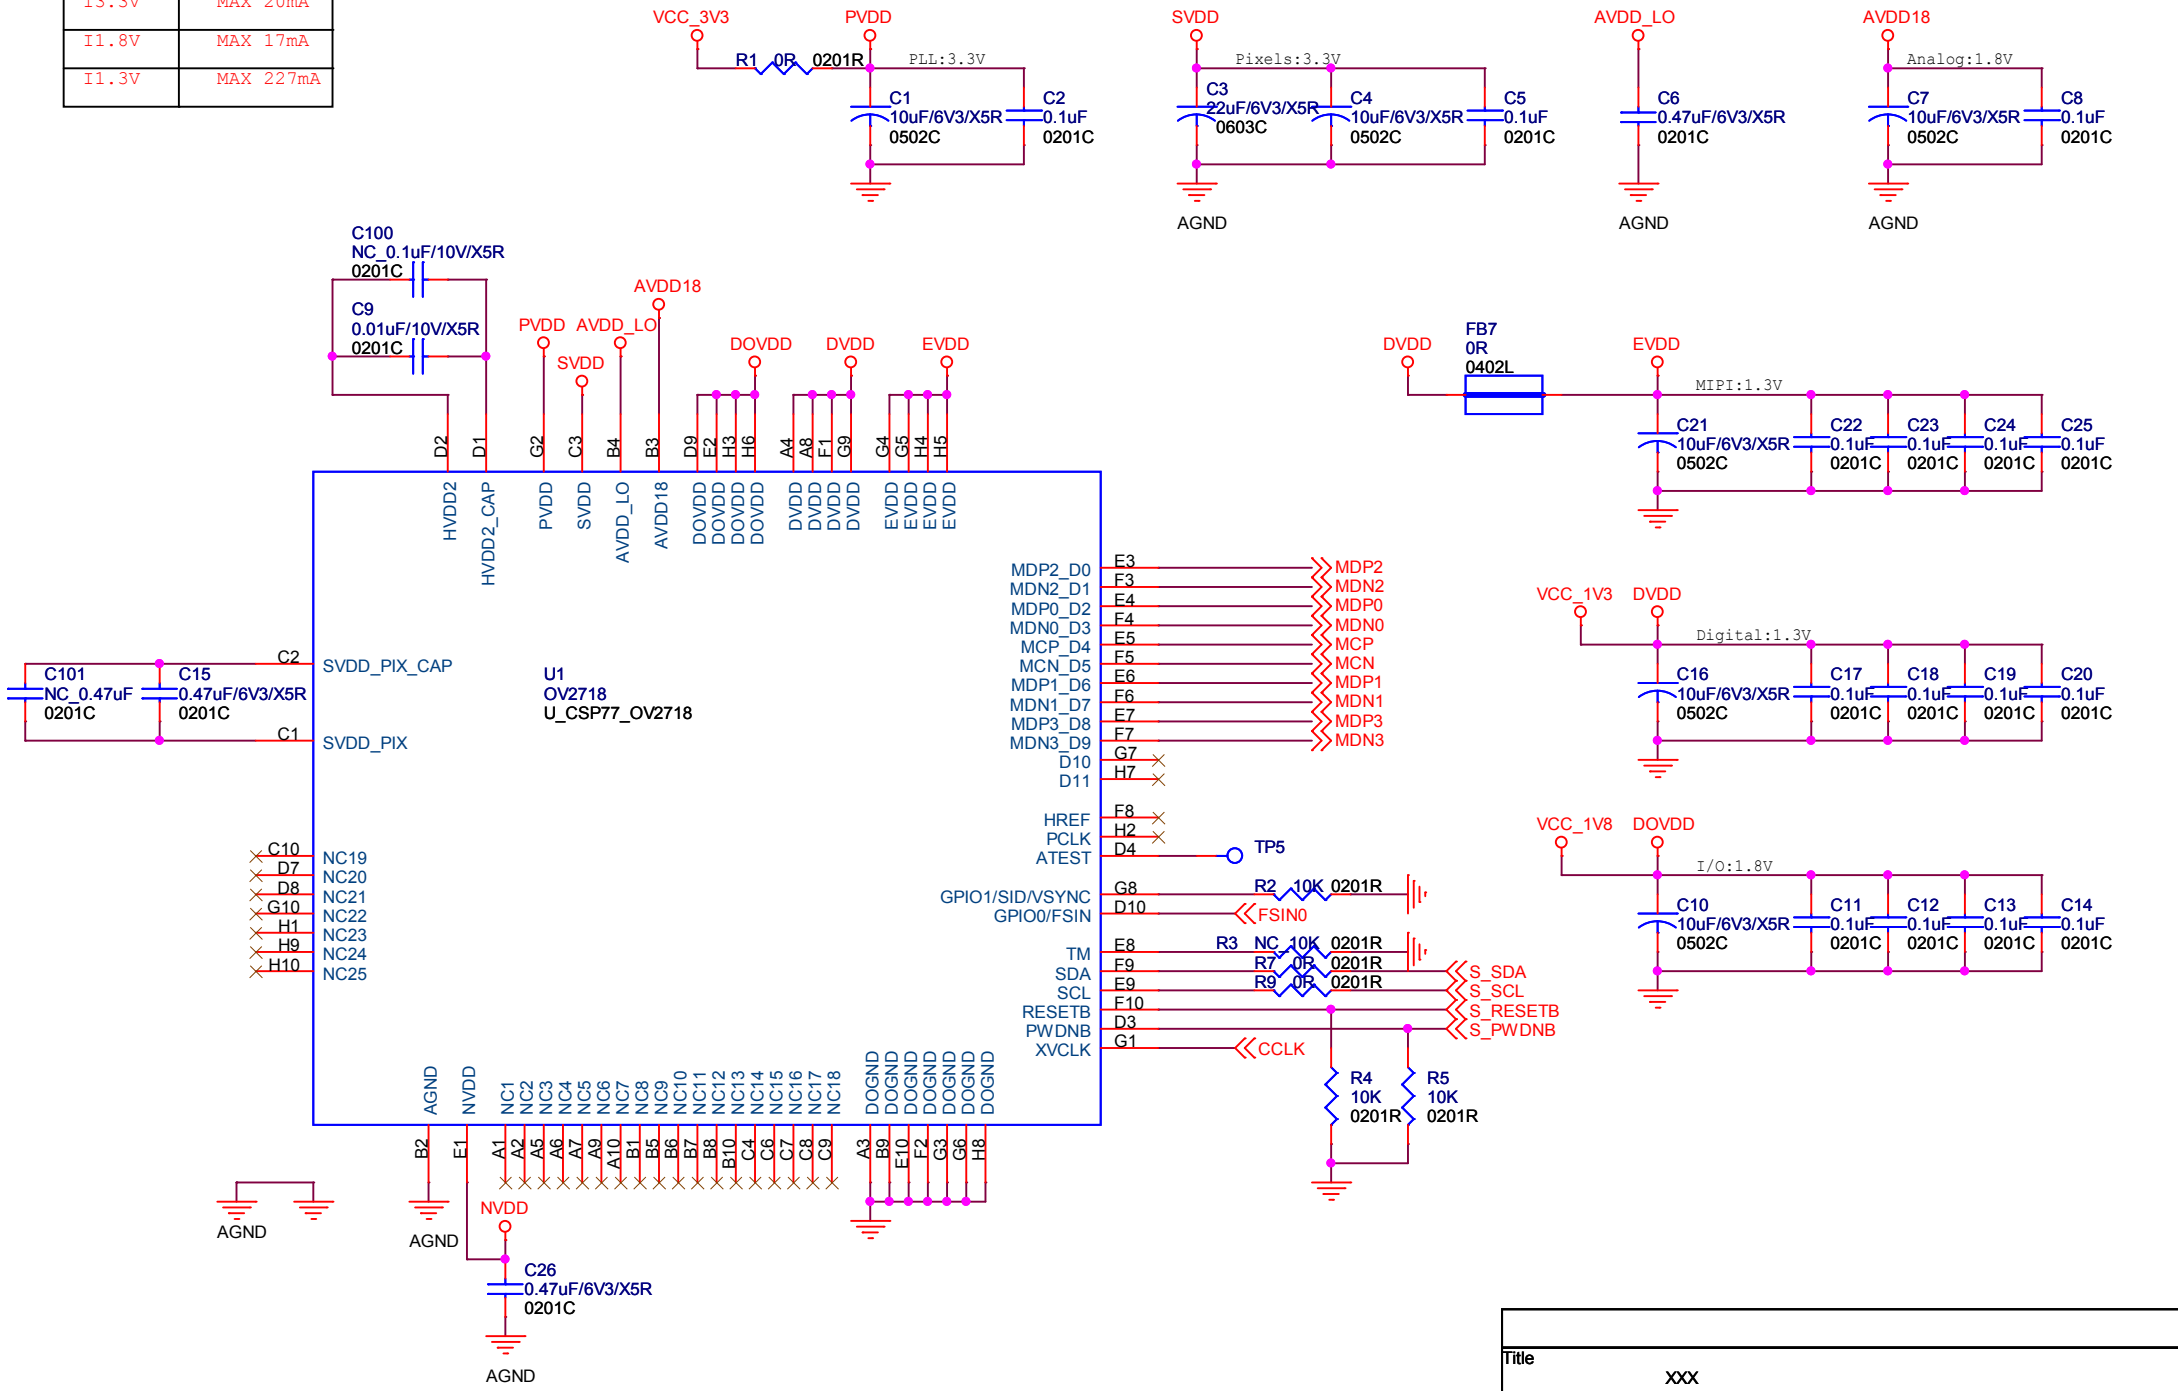 I3.3V MAX 20mA
I1.8V MAX 17mA
I1.3V MAX 227mA
VCC_3V3
PVDD
R1 0R 0201R
PLL:3.3V
C1
10uF/6V3/X5R
0502C
C2
0.1uF
0201C
SVDD
Pixels:3.3V
C3
22uF/6V3/X5R
0603C
C4
10uF/6V3/X5R
0502C
C5
0.1uF
0201C
AGND
AVDD_LO
C6
0.47uF/6V3/X5R
0201C
AGND
AVDD18
Analog:1.8V
C7
10uF/6V3/X5R
0502C
C8
0.1uF
0201C
AGND
C100
NC_0.1uF/10V/X5R
0201C
C9
0.01uF/10V/X5R
0201C
PVDD
SVDD
AVDD_LO
AVDD18
DOVDD
DVDD
EVDD
D2
D1
G2
C3
B4
B3
D9
E2
H3
H6
A4
A8
F1
G9
G4
G5
H4
H5
HVDD2
HVDD2_CAP
PVDD
SVDD
AVDD_LO
AVDD18
DOVDD
DOVDD
DOVDD
DOVDD
DVDD
DVDD
DVDD
DVDD
EVDD
EVDD
EVDD
EVDD
DVDD
FB7
0R
0402L
EVDD
MIPI:1.3V
C21
10uF/6V3/X5R
0502C
C22
0.1uF
0201C
C23
0.1uF
0201C
C24
0.1uF
0201C
C25
0.1uF
0201C
C101
NC_0.47uF
0201C
C15
0.47uF/6V3/X5R
0201C
C2 SVDD_PIX_CAP
C1 SVDD_PIX
U1
OV2718
U_CSP77_OV2718
MDP2_D0 E3 MDP2
MDN2_D1 F3 MDN2
MDP0_D2 E4 MDP0
MDN0_D3 F4 MDN0
MCP_D4 E5 MCP
MCN_D5 F5 MCN
MDP1_D6 E6 MDP1
MDN1_D7 F6 MDN1
MDP3_D8 E7 MDP3
MDN3_D9 F7 MDN3
D10 G7
D11 H7
HREF F8
PCLK H2
ATEST D4 TP5
GPIO1/SID/VSYNC G8 R2 10K 0201R
GPIO0/FSIN D10 FSIN0
TM E8 R3 NC_10K 0201R
SDA F9 R7 0R 0201R S_SDA
SCL E9 R9 0R 0201R S_SCL
RESETB F10 S_RESETB
PWDNB D3 S_PWDNB
XVCLK G1 CCLK
R4
10K
0201R
R5
10K
0201R
VCC_1V3
DVDD
Digital:1.3V
C16
10uF/6V3/X5R
0502C
C17
0.1uF
0201C
C18
0.1uF
0201C
C19
0.1uF
0201C
C20
0.1uF
0201C
VCC_1V8
DOVDD
I/O:1.8V
C10
10uF/6V3/X5R
0502C
C11
0.1uF
0201C
C12
0.1uF
0201C
C13
0.1uF
0201C
C14
0.1uF
0201C
C10 NC19
D7 NC20
D8 NC21
G10 NC22
H1 NC23
H9 NC24
H10 NC25
AGND
NVDD
NC1
NC2
NC3
NC4
NC5
NC6
NC7
NC8
NC9
NC10
NC11
NC12
NC13
NC14
NC15
NC16
NC17
NC18
DOGND
DOGND
DOGND
DOGND
DOGND
DOGND
DOGND
B2
E1
A1
A2
A5
A6
A7
A9
A10
B1
B5
B6
B7
B8
B10
C4
C6
C7
C8
C9
A3
B9
E10
F2
G3
G6
H8
AGND
AGND
NVDD
C26
0.47uF/6V3/X5R
0201C
AGND
Title
XXX